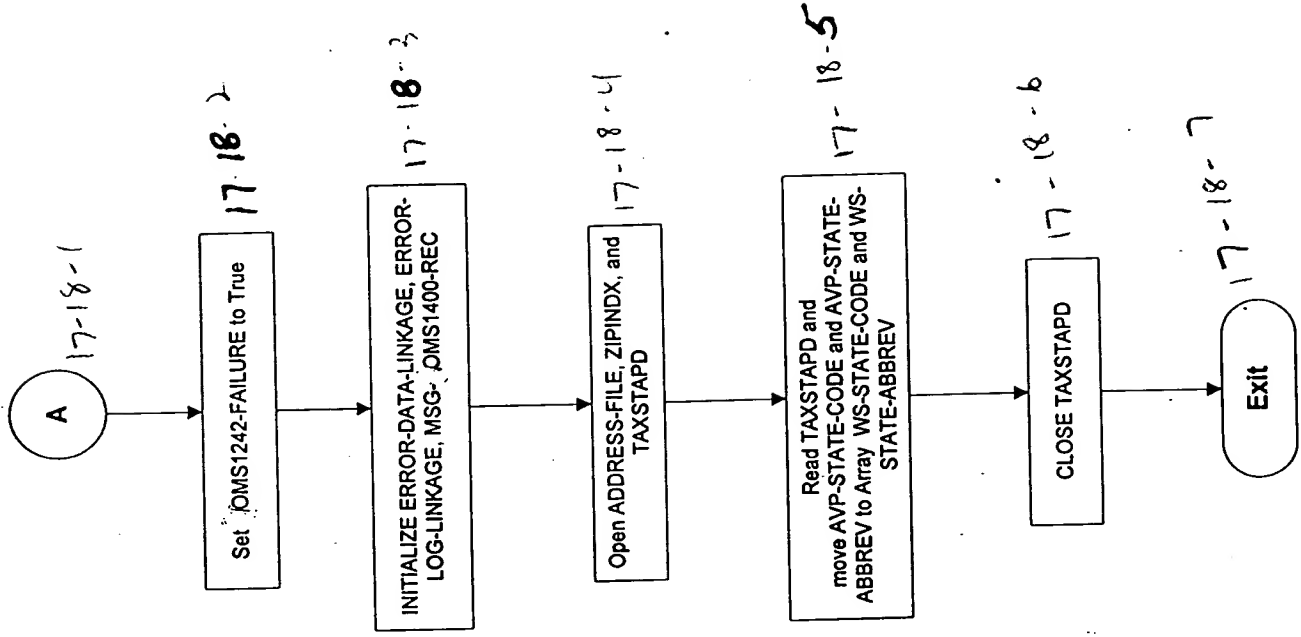 A
17-18-1
Set OMS1242-FAILURE to True
17-18-2
INITIALIZE ERROR-DATA-LINKAGE, ERROR-
LOG-LINKAGE, MSG-OMS1400-REC
17-18-3
Open ADDRESS-FILE, ZIPINDX, and
TAXSTAPD
17-18-4
Read TAXSTAPD and
move AVP-STATE-CODE and AVP-STATE-
ABBREV to Array WS-STATE-CODE and WS-
STATE-ABBREV
17-18-5
CLOSE TAXSTAPD
17-18-6
Exit
17-18-7